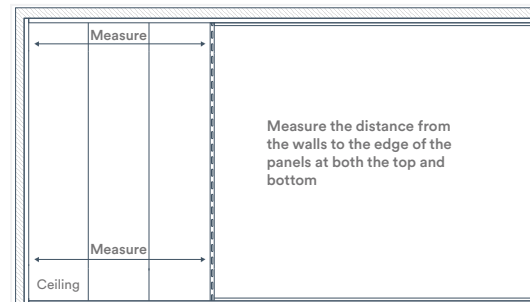 Measure
Measure the distance from
the walls to the edge of the
panels at both the top and
bottom
Measure
Ceiling